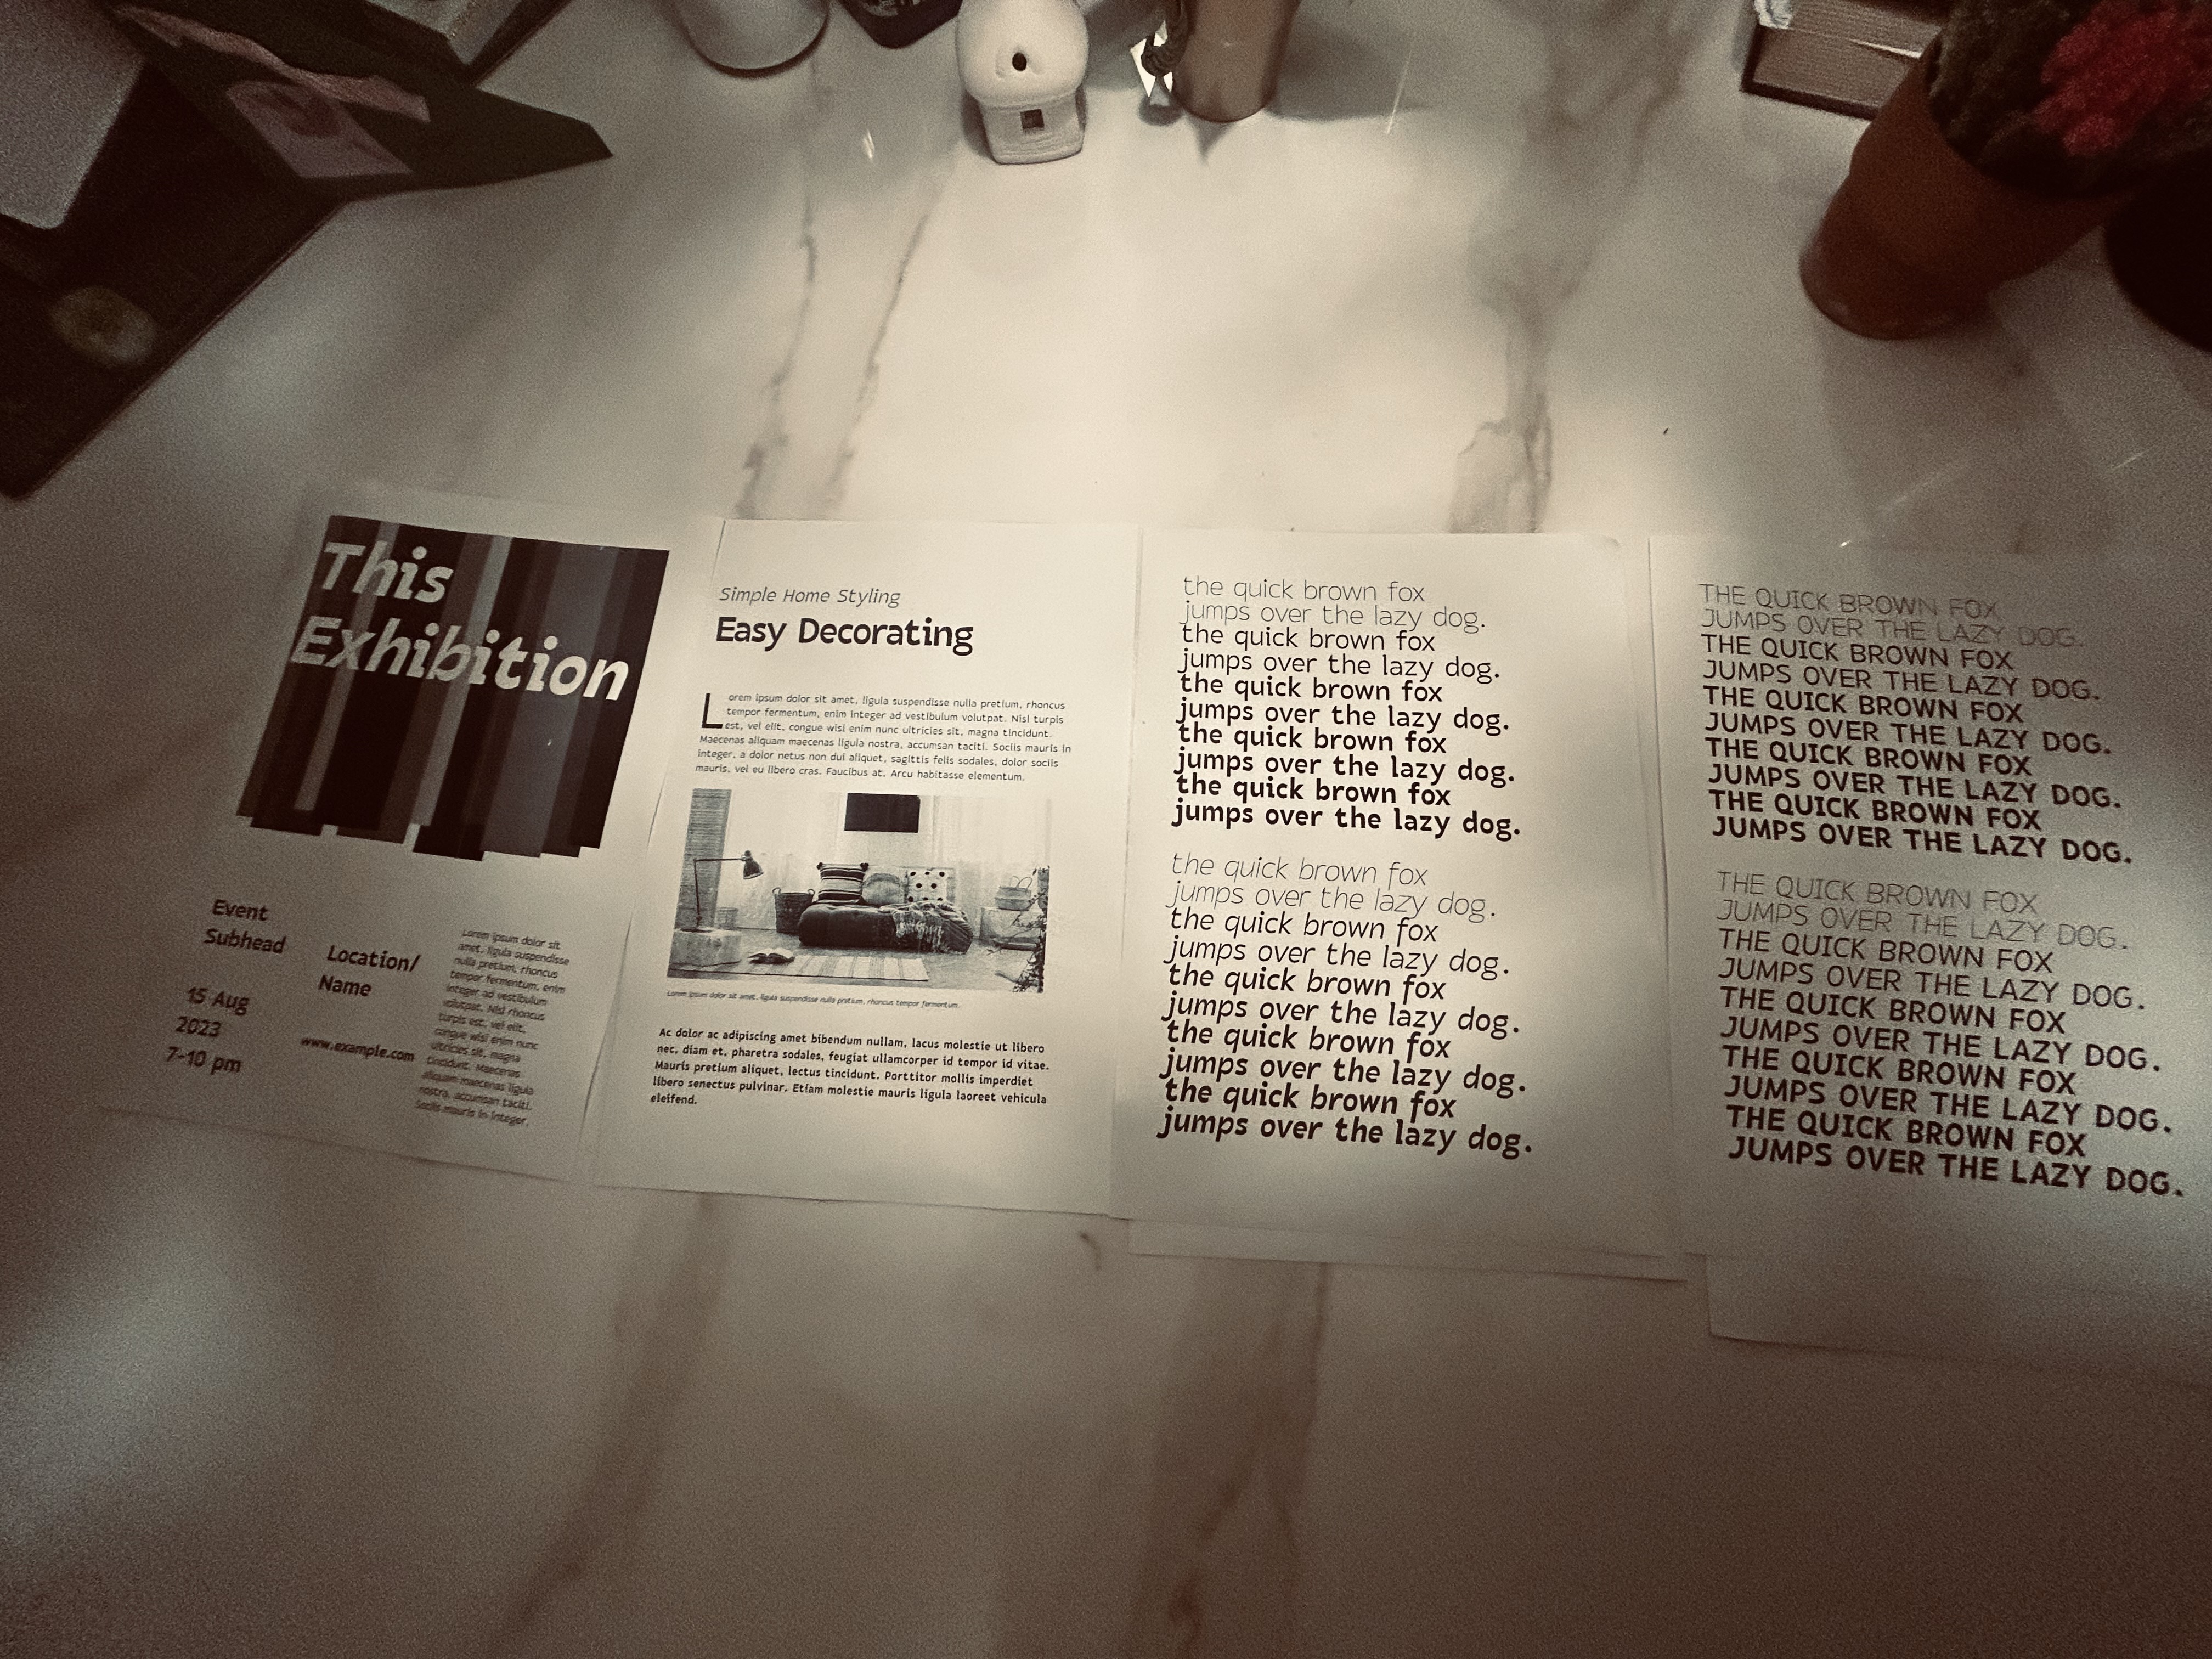 This
Exhibition
Event
Subhead
15 Aug
2023
7-10 pm
Location/
Name
www.example.com
Lorem ipsum dolor sit
amet, ligula suspendisse
nulla pretium, rhoncus
tempor fermentum, enim
integer ad vestibulum
volutpat. Nisl rhoncus
turpis est, vel elit,
congue wisi enim nunc
ultricies sit, magna
tincidunt. Maecenas
aliquam maecenas ligula
nostra, accumsan taciti.
Sociis mauris in integer,
Simple Home Styling
Easy Decorating
Lorem ipsum dolor sit amet, ligula suspendisse nulla pretium, rhoncus
tempor fermentum, enim integer ad vestibulum volutpat. Nisl turpis
est, vel elit, congue wisi enim nunc ultricies sit, magna tincidunt.
Maecenas aliquam maecenas ligula nostra, accumsan taciti. Sociis mauris in
integer, a dolor netus non dui aliquet, sagittis felis sodales, dolor sociis
mauris, vel eu libero cras. Faucibus at. Arcu habitasse elementum.
Lorem ipsum dolor sit amet, ligula suspendisse nulla pretium, rhoncus tempor fermentum.
Ac dolor ac adipiscing amet bibendum nullam, lacus molestie ut libero
nec, diam et, pharetra sodales, feugiat ullamcorper id tempor id vitae.
Mauris pretium aliquet, lectus tincidunt. Porttitor mollis imperdiet
libero senectus pulvinar. Etiam molestie mauris ligula laoreet vehicula
eleifend.
the quick brown fox
jumps over the lazy dog.
the quick brown fox
jumps over the lazy dog.
the quick brown fox
jumps over the lazy dog.
the quick brown fox
jumps over the lazy dog.
the quick brown fox
jumps over the lazy dog.
the quick brown fox
jumps over the lazy dog.
the quick brown fox
jumps over the lazy dog.
the quick brown fox
jumps over the lazy dog.
the quick brown fox
jumps over the lazy dog.
the quick brown fox
jumps over the lazy dog.
THE QUICK BROWN FOX
JUMPS OVER THE LAZY DOG.
THE QUICK BROWN FOX
JUMPS OVER THE LAZY DOG.
THE QUICK BROWN FOX
JUMPS OVER THE LAZY DOG.
THE QUICK BROWN FOX
JUMPS OVER THE LAZY DOG.
THE QUICK BROWN FOX
JUMPS OVER THE LAZY DOG.
THE QUICK BROWN FOX
JUMPS OVER THE LAZY DOG.
THE QUICK BROWN FOX
JUMPS OVER THE LAZY DOG.
THE QUICK BROWN FOX
JUMPS OVER THE LAZY DOG.
THE QUICK BROWN FOX
JUMPS OVER THE LAZY DOG.
THE QUICK BROWN FOX
JUMPS OVER THE LAZY DOG.